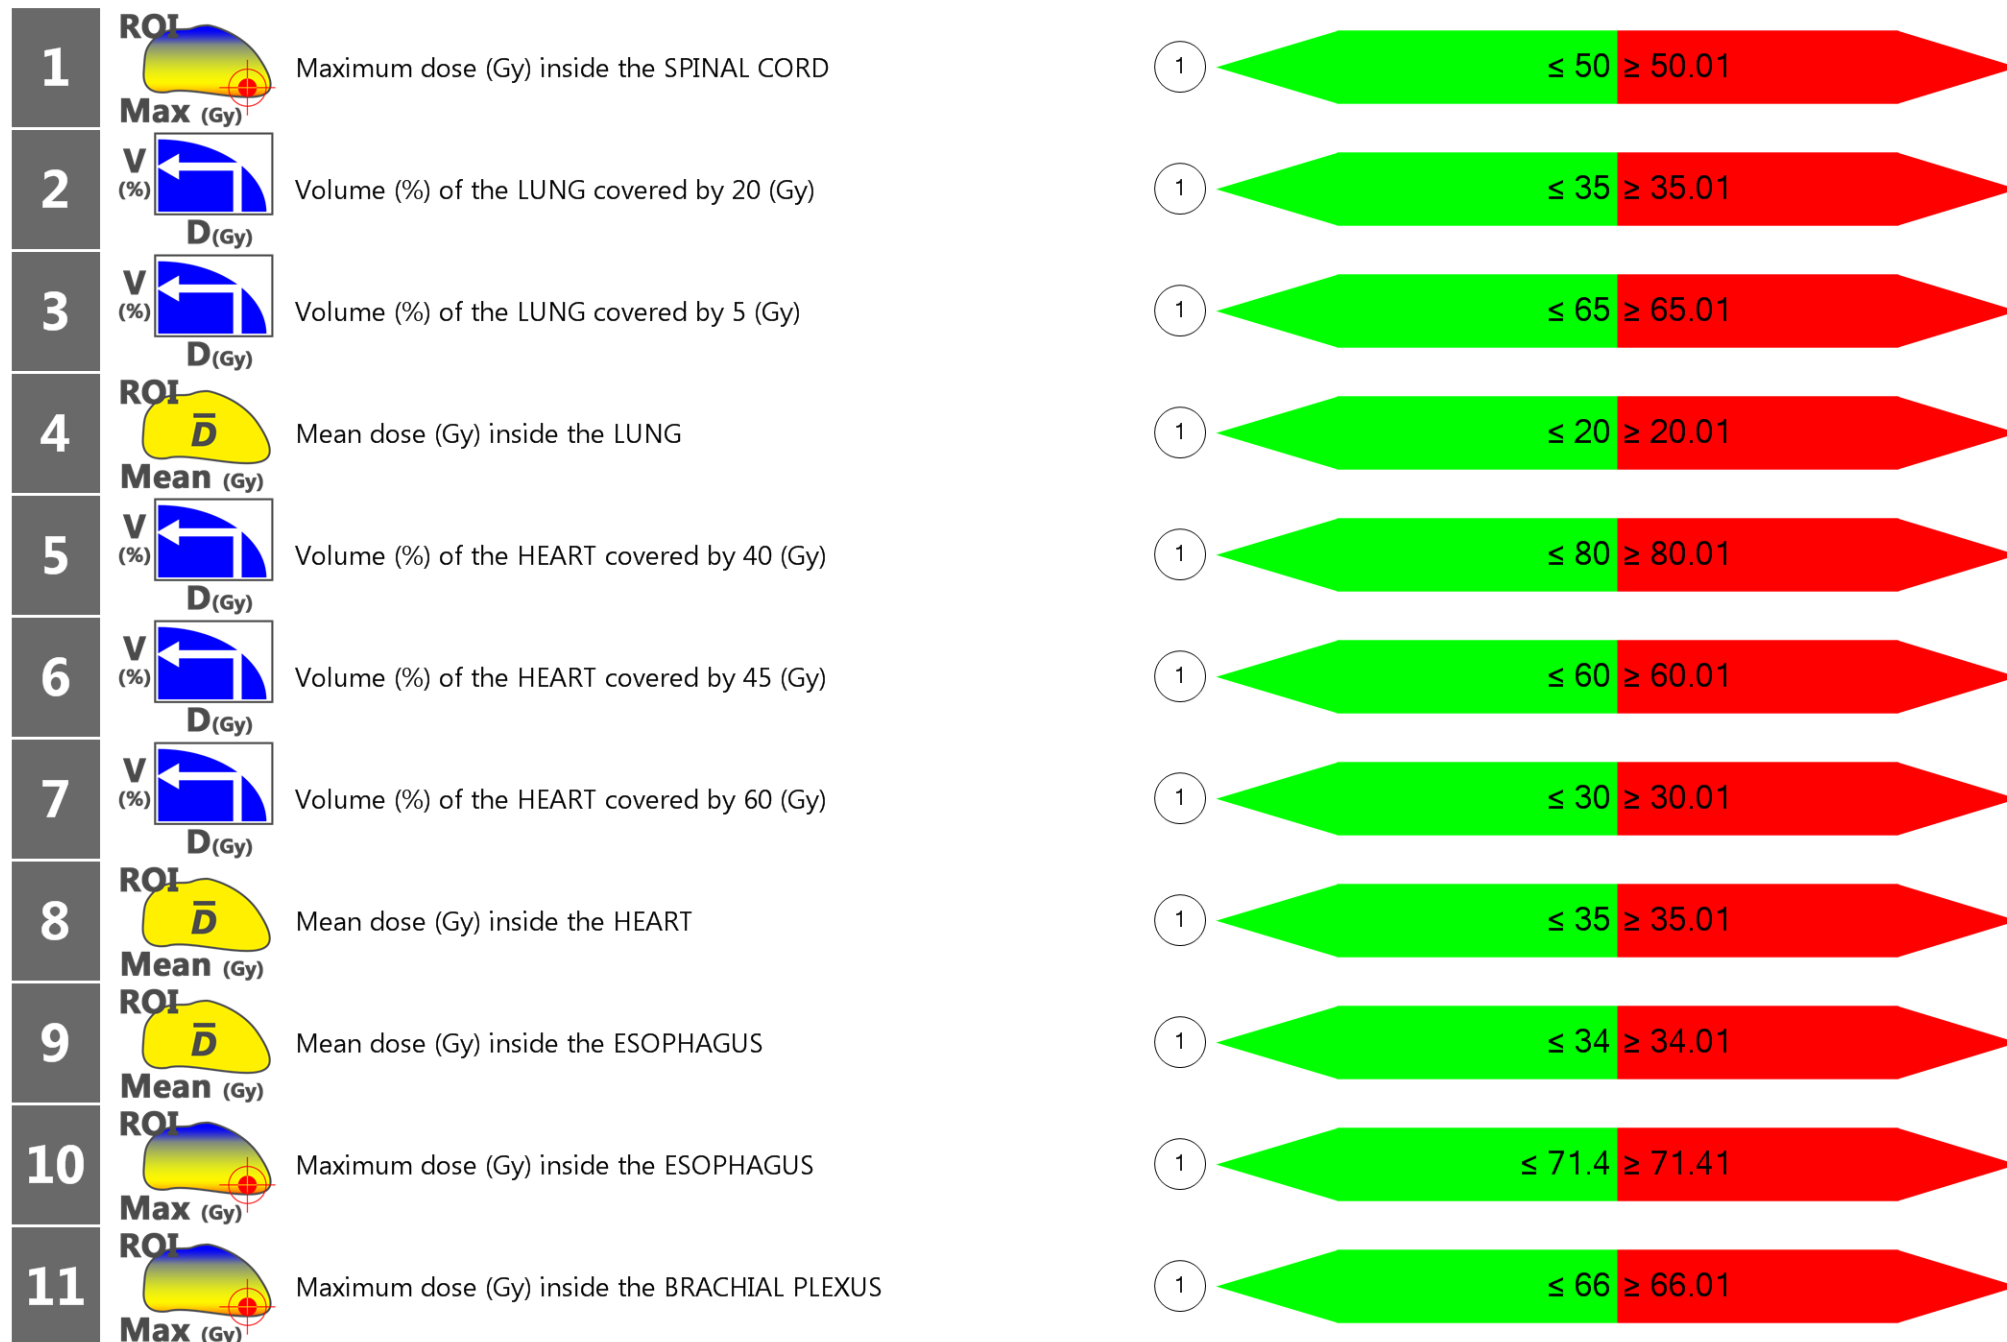 1 ROI Max (Gy) Maximum dose (Gy) inside the SPINAL CORD 1 ≤ 50 ≥ 50.01
2 V (%) D(Gy) Volume (%) of the LUNG covered by 20 (Gy) 1 ≤ 35 ≥ 35.01
3 V (%) D(Gy) Volume (%) of the LUNG covered by 5 (Gy) 1 ≤ 65 ≥ 65.01
4 ROI D̅ Mean (Gy) Mean dose (Gy) inside the LUNG 1 ≤ 20 ≥ 20.01
5 V (%) D(Gy) Volume (%) of the HEART covered by 40 (Gy) 1 ≤ 80 ≥ 80.01
6 V (%) D(Gy) Volume (%) of the HEART covered by 45 (Gy) 1 ≤ 60 ≥ 60.01
7 V (%) D(Gy) Volume (%) of the HEART covered by 60 (Gy) 1 ≤ 30 ≥ 30.01
8 ROI D̅ Mean (Gy) Mean dose (Gy) inside the HEART 1 ≤ 35 ≥ 35.01
9 ROI D̅ Mean (Gy) Mean dose (Gy) inside the ESOPHAGUS 1 ≤ 34 ≥ 34.01
10 ROI Max (Gy) Maximum dose (Gy) inside the ESOPHAGUS 1 ≤ 71.4 ≥ 71.41
11 ROI Max (Gy) Maximum dose (Gy) inside the BRACHIAL PLEXUS 1 ≤ 66 ≥ 66.01